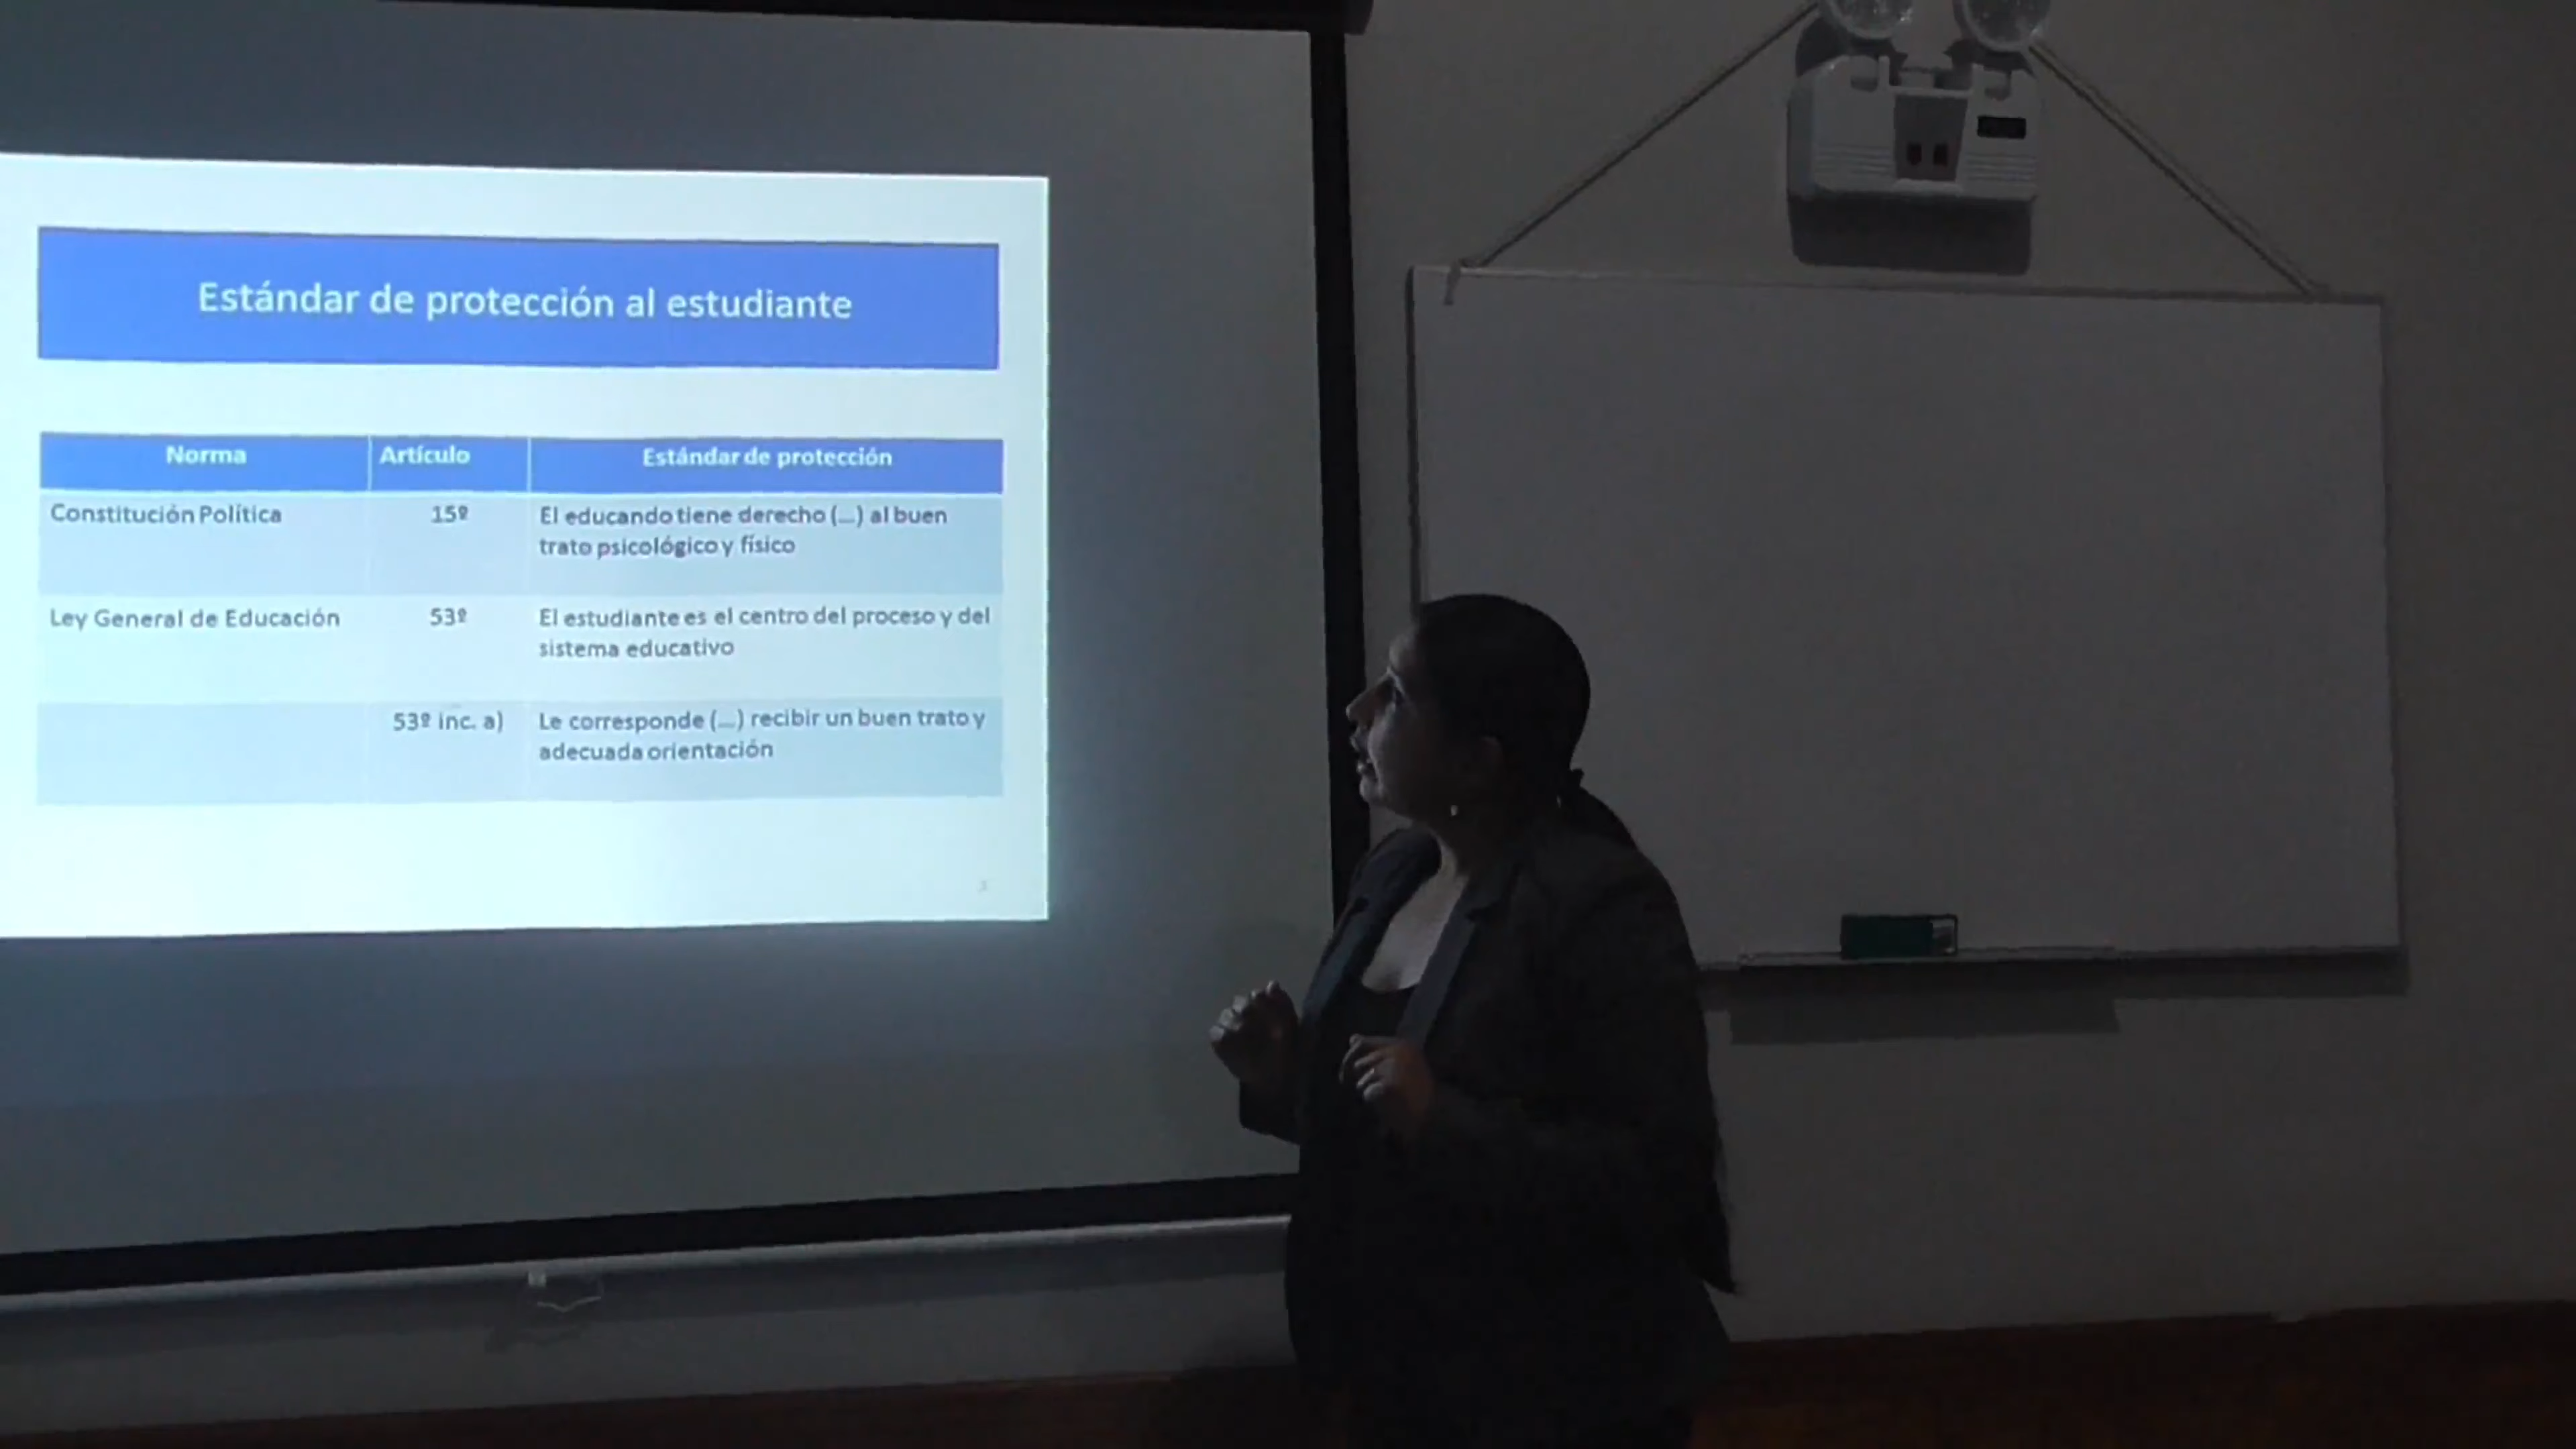 Estándar de protección al estudiante
Norma Artículo Estándar de protección
Constitución Política 15º El educando tiene derecho (...) al buen
trato psicológico y físico
Ley General de Educación 53º El estudiante es el centro del proceso y del
sistema educativo
53º inc. a) Le corresponde (...) recibir un buen trato y
adecuada orientación